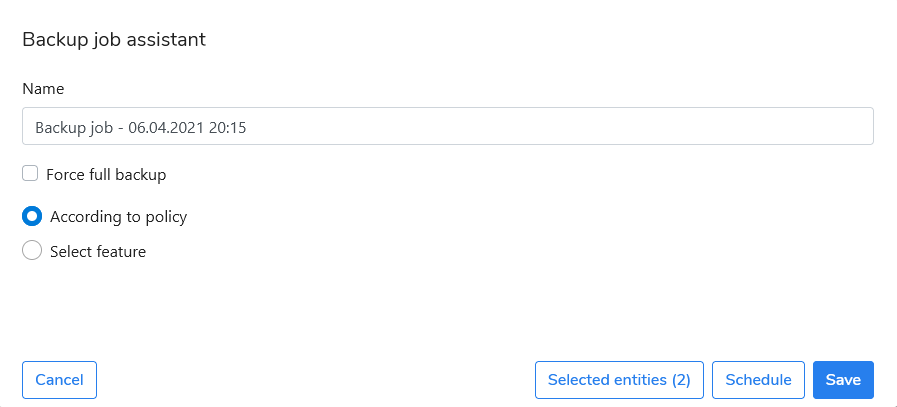 Backup job assistant
Name
Backup job - 06.04.2021 20:15
Force full backup
According to policy
Select feature
Cancel
Selected entities (2)
Schedule
Save